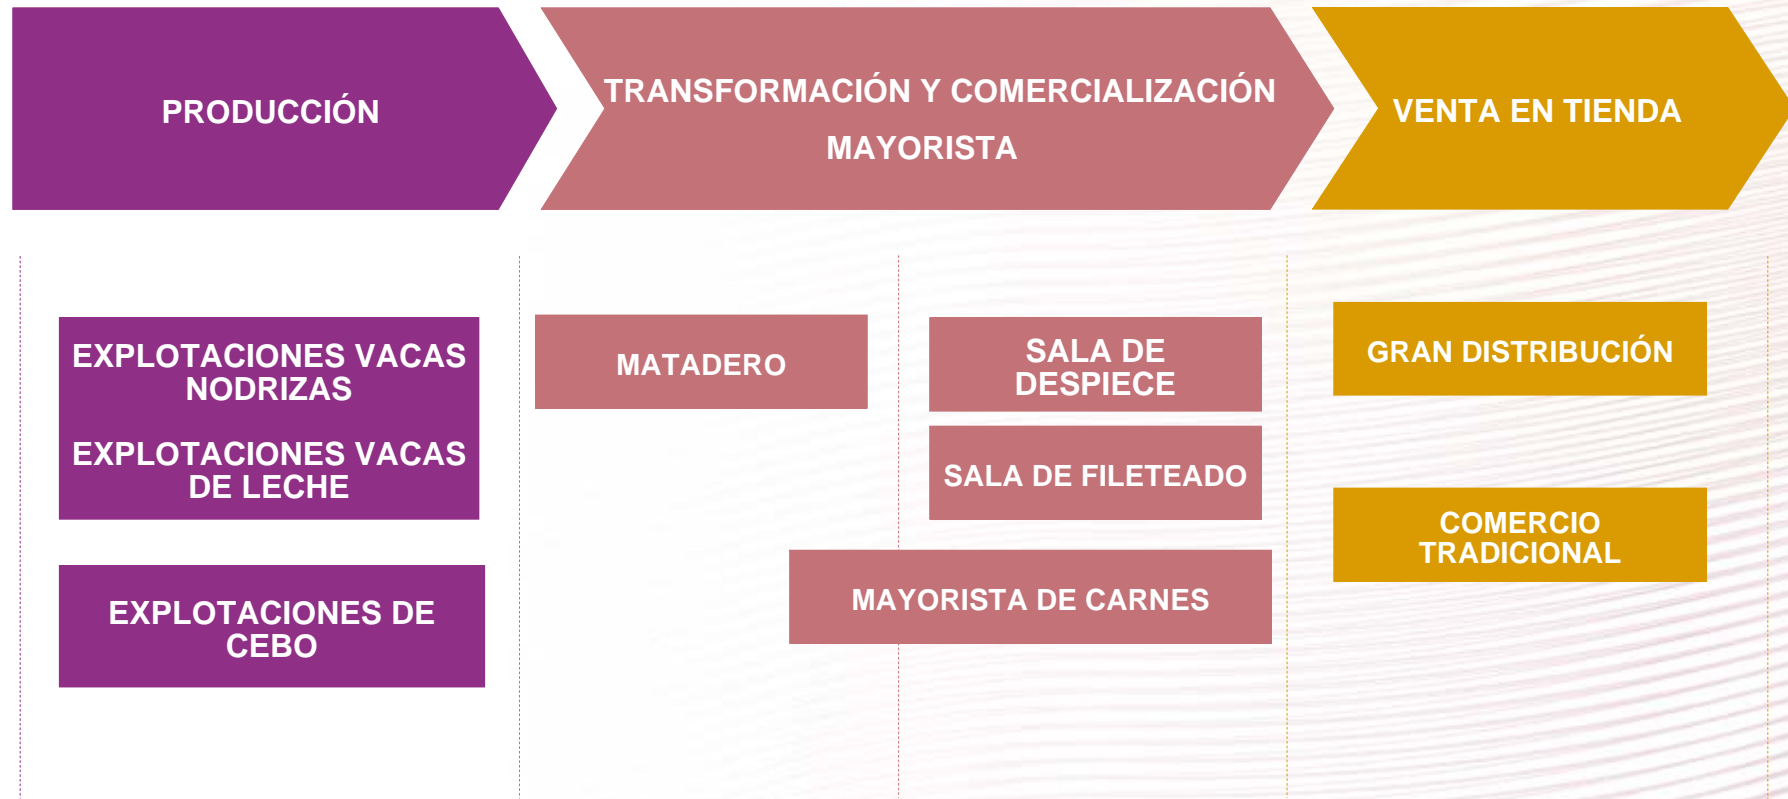 PRODUCCIÓN
TRANSFORMACIÓN Y COMERCIALIZACIÓN
MAYORISTA
VENTA EN TIENDA
EXPLOTACIONES VACAS
NODRIZAS
EXPLOTACIONES VACAS
DE LECHE
EXPLOTACIONES DE
CEBO
MATADERO
SALA DE
DESPIECE
SALA DE FILETEADO
MAYORISTA DE CARNES
GRAN DISTRIBUCIÓN
COMERCIO
TRADICIONAL